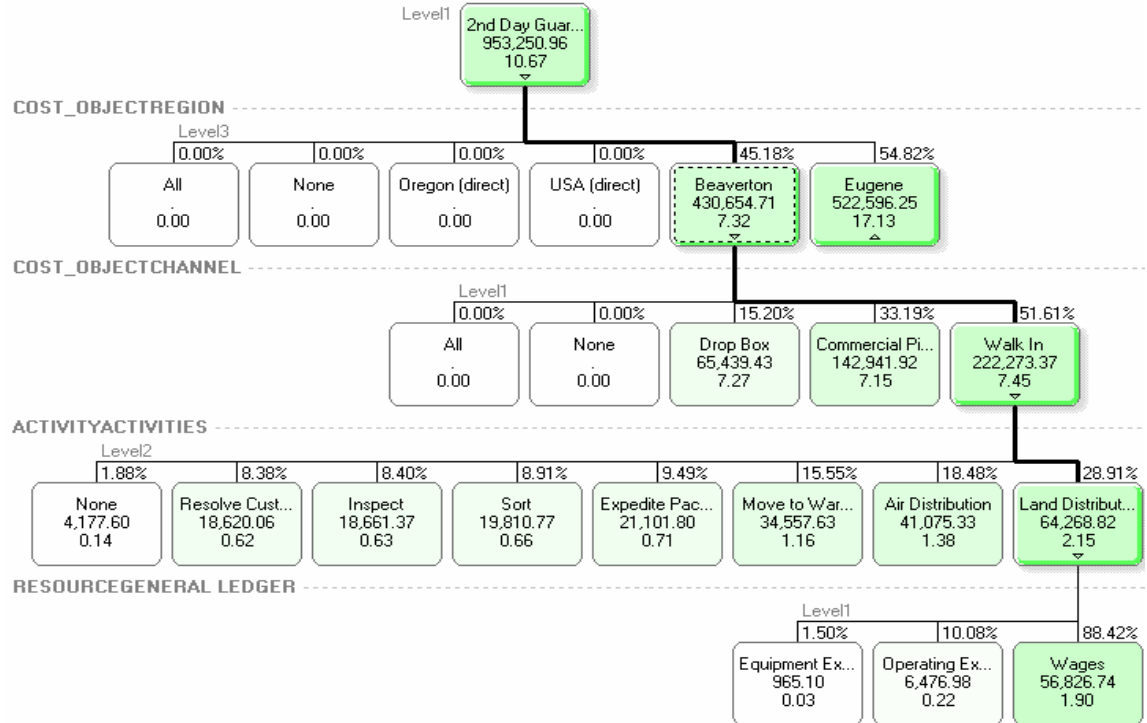 Level1
2nd Day Guar...
953,250.96
10.67
COST_OBJECTREGION
Level3
0.00% 0.00% 0.00% 0.00% 45.18% 54.82%
All None Oregon (direct) USA (direct) Beaverton Eugene
. . . . 430,654.71 522,596.25
0.00 0.00 0.00 0.00 7.32 17.13
COST_OBJECTCHANNEL
Level1
0.00% 0.00% 15.20% 33.19% 51.61%
All None Drop Box Commercial Pi... Walk In
. . 65,439.43 142,941.92 222,273.37
0.00 0.00 7.27 7.15 7.45
ACTIVITYACTIVITIES
Level2
1.88% 8.38% 8.40% 8.91% 9.49% 15.55% 18.48% 28.91%
None Resolve Cust... Inspect Sort Expedite Pac... Move to War... Air Distribution Land Distribut...
4,177.60 18,620.06 18,661.37 19,810.77 21,101.80 34,557.63 41,075.33 64,268.82
0.14 0.62 0.63 0.66 0.71 1.16 1.38 2.15
RESOURCEGENERAL LEDGER
Level1
1.50% 10.08% 88.42%
Equipment Ex... Operating Ex... Wages
965.10 6,476.98 56,826.74
0.03 0.22 1.90